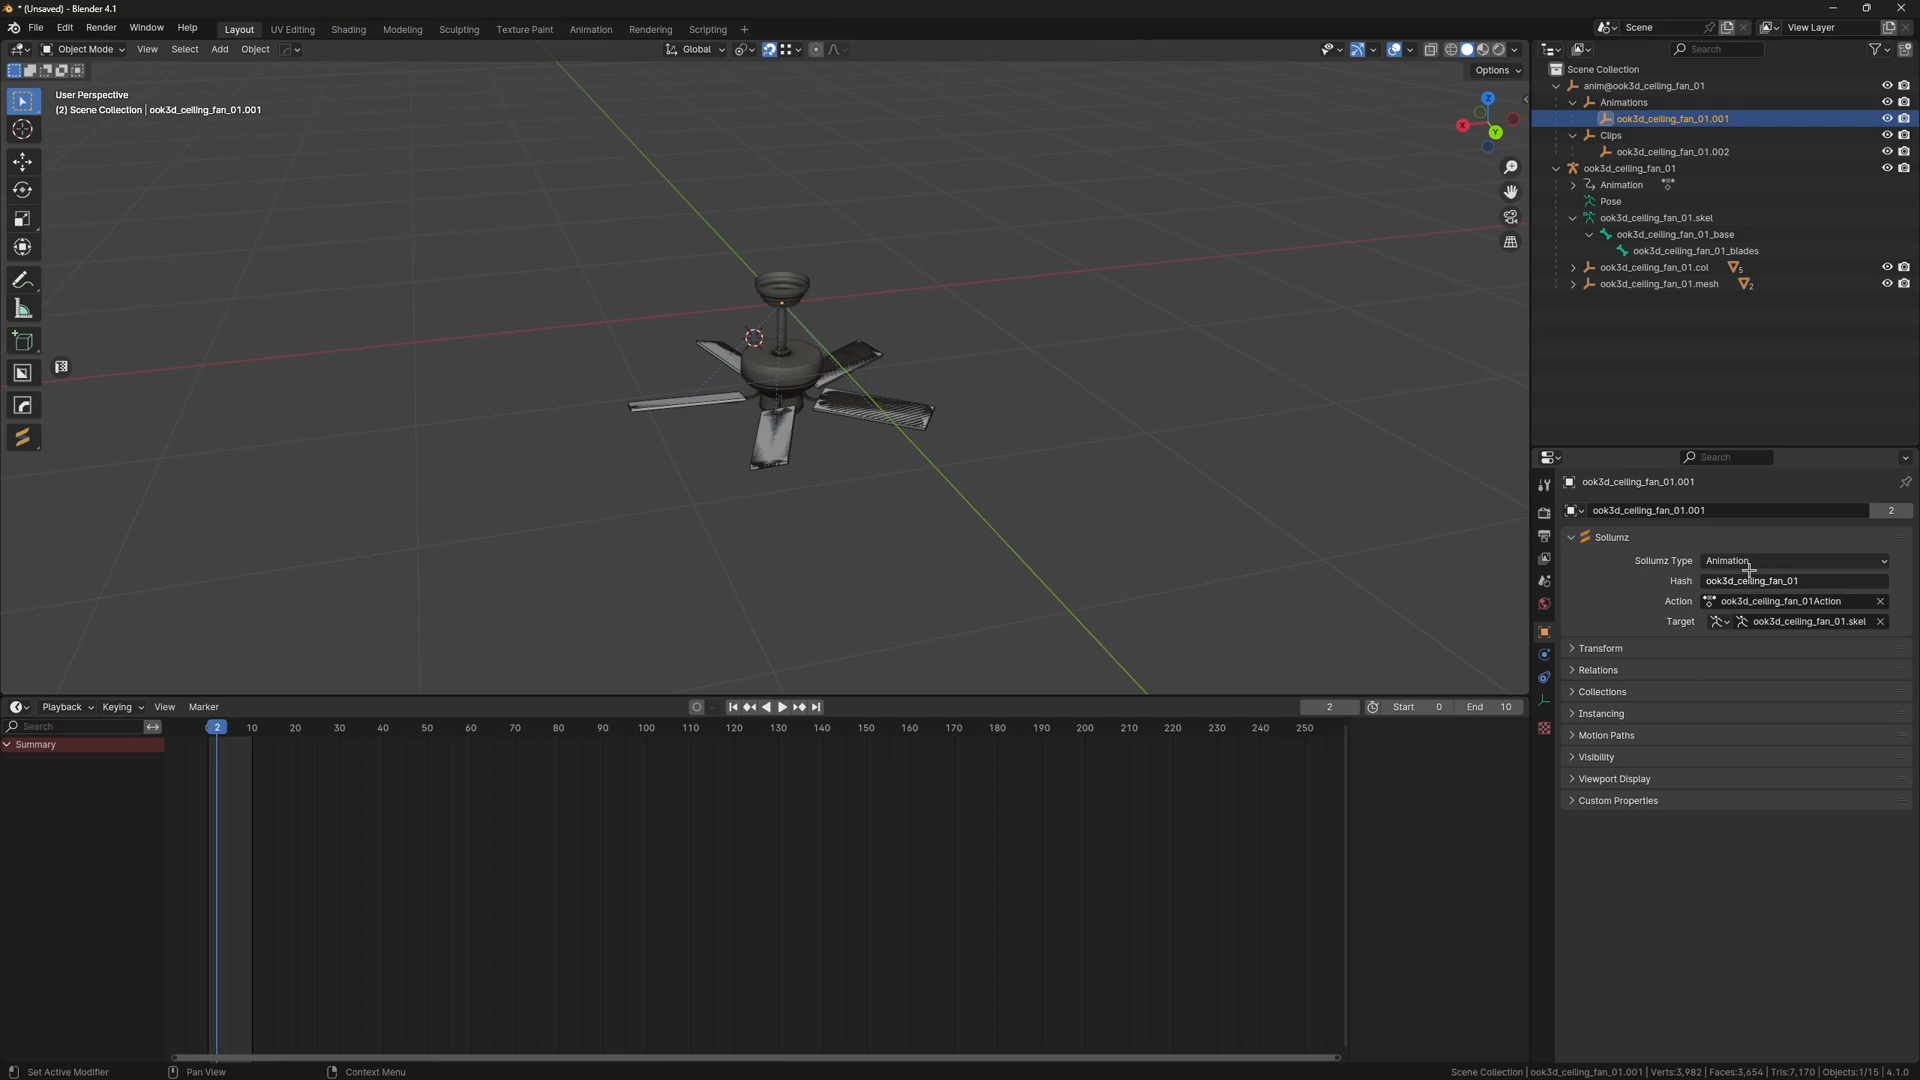 * (Unsaved) - Blender 4.1
File Edit Render Window Help Layout UV Editing Shading Modeling Sculpting Texture Paint Animation Rendering Scripting + Scene View Layer
Object Mode View Select Add Object Global Search
Options
User Perspective
(2) Scene Collection | ook3d_ceiling_fan_01.001
Z
X
Y
Scene Collection
anim@ook3d_ceiling_fan_01
Animations
ook3d_ceiling_fan_01.001
Clips
ook3d_ceiling_fan_01.002
ook3d_ceiling_fan_01
Animation
Pose
ook3d_ceiling_fan_01.skel
ook3d_ceiling_fan_01_base
ook3d_ceiling_fan_01_blades
ook3d_ceiling_fan_01.col 5
ook3d_ceiling_fan_01.mesh 2
Search
ook3d_ceiling_fan_01.001
ook3d_ceiling_fan_01.001 2
Sollumz
Sollumz Type Animation
Hash ook3d_ceiling_fan_01
Action ook3d_ceiling_fan_01Action
Target ook3d_ceiling_fan_01.skel
Transform
Relations
Collections
Instancing
Motion Paths
Visibility
Viewport Display
Custom Properties
Playback Keying View Marker 2 Start 0 End 10
Search 2 10 20 30 40 50 60 70 80 90 100 110 120 130 140 150 160 170 180 190 200 210 220 230 240 250
Summary
Set Active Modifier Pan View Context Menu Scene Collection | ook3d_ceiling_fan_01.001 | Verts:3,982 | Faces:3,654 | Tris:7,170 | Objects:1/15 | 4.1.0